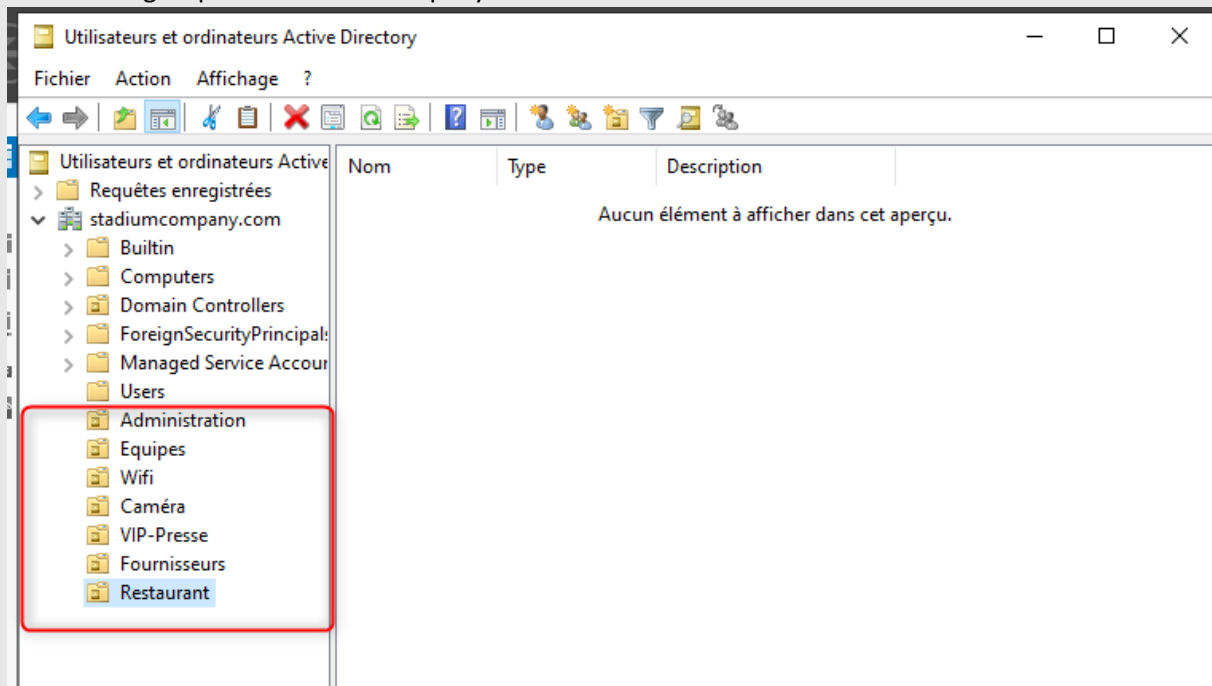 Utilisateurs et ordinateurs Active Directory
Fichier Action Affichage ?
Utilisateurs et ordinateurs Active
Requêtes enregistrées
stadiumcompany.com
Builtin
Computers
Domain Controllers
ForeignSecurityPrincipals
Managed Service Accour
Users
Administration
Equipes
Wifi
Caméra
VIP-Presse
Fournisseurs
Restaurant
Nom Type Description
Aucun élément à afficher dans cet aperçu.